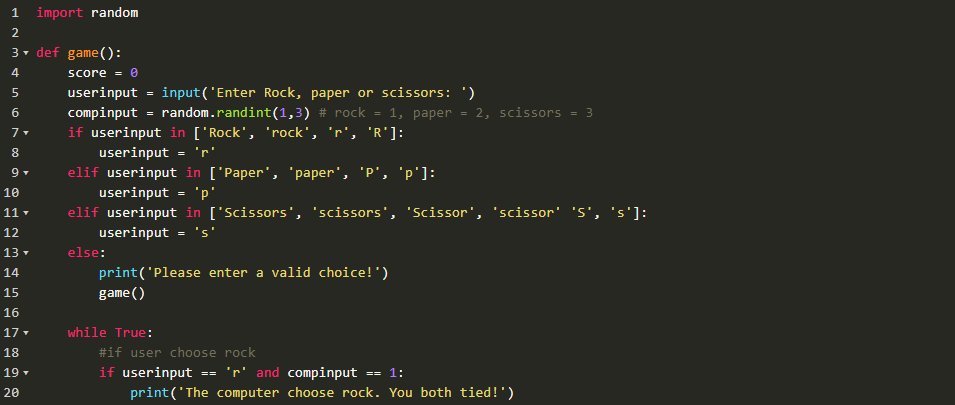 1 import random
2
3 def game():
4     score = 0
5     userinput = input('Enter Rock, paper or scissors: ')
6     compinput = random.randint(1,3) # rock = 1, paper = 2, scissors = 3
7     if userinput in ['Rock', 'rock', 'r', 'R']:
8         userinput = 'r'
9     elif userinput in ['Paper', 'paper', 'P', 'p']:
10         userinput = 'p'
11     elif userinput in ['Scissors', 'scissors', 'Scissor', 'scissor' 'S', 's']:
12         userinput = 's'
13     else:
14         print('Please enter a valid choice!')
15         game()
16
17     while True:
18         #if user choose rock
19         if userinput == 'r' and compinput == 1:
20             print('The computer choose rock. You both tied!')